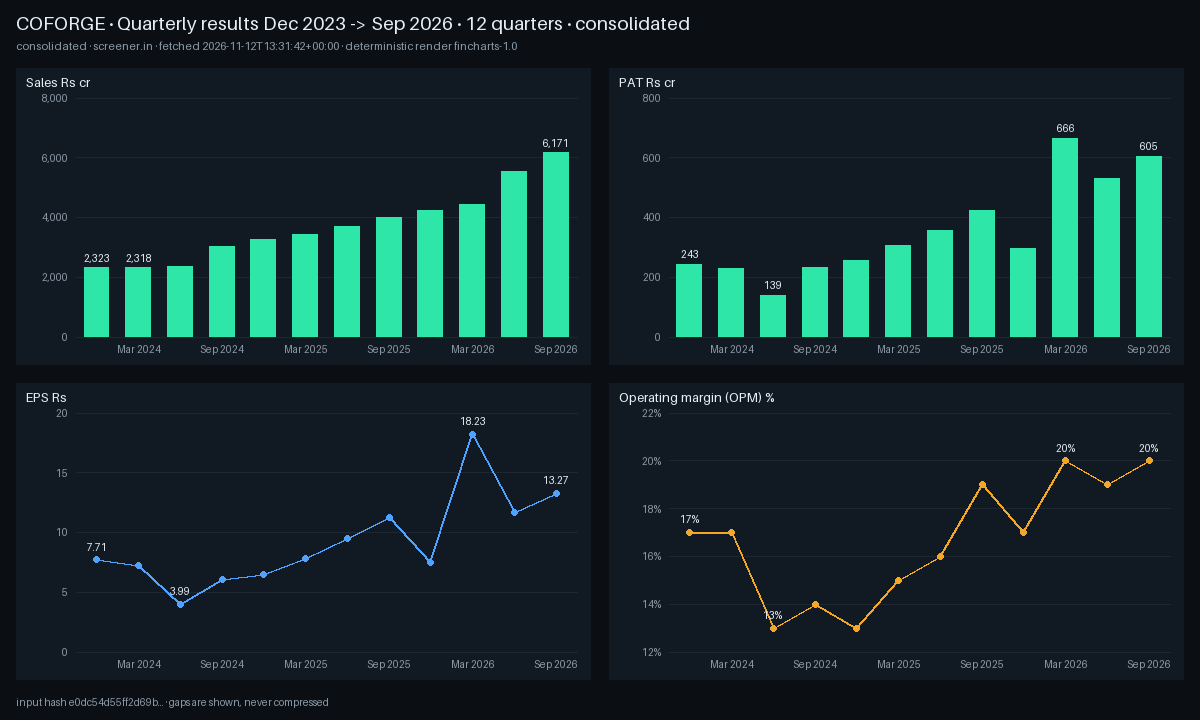 COFORGE · Quarterly results Dec 2023 -> Sep 2026 · 12 quarters · consolidated
consolidated · screener.in · fetched 2026-11-12T13:31:42+00:00 · deterministic render fincharts-1.0
Sales Rs cr
8,000
6,000
4,000
2,000
0
2,323
2,318
6,171
Mar 2024
Sep 2024
Mar 2025
Sep 2025
Mar 2026
Sep 2026
PAT Rs cr
800
600
400
200
0
243
139
666
605
Mar 2024
Sep 2024
Mar 2025
Sep 2025
Mar 2026
Sep 2026
EPS Rs
20
15
10
5
0
7.71
3.99
18.23
13.27
Mar 2024
Sep 2024
Mar 2025
Sep 2025
Mar 2026
Sep 2026
Operating margin (OPM) %
22%
20%
18%
16%
14%
12%
17%
13%
20%
20%
Mar 2024
Sep 2024
Mar 2025
Sep 2025
Mar 2026
Sep 2026
input hash e0dc54d55ff2d69b… · gaps are shown, never compressed